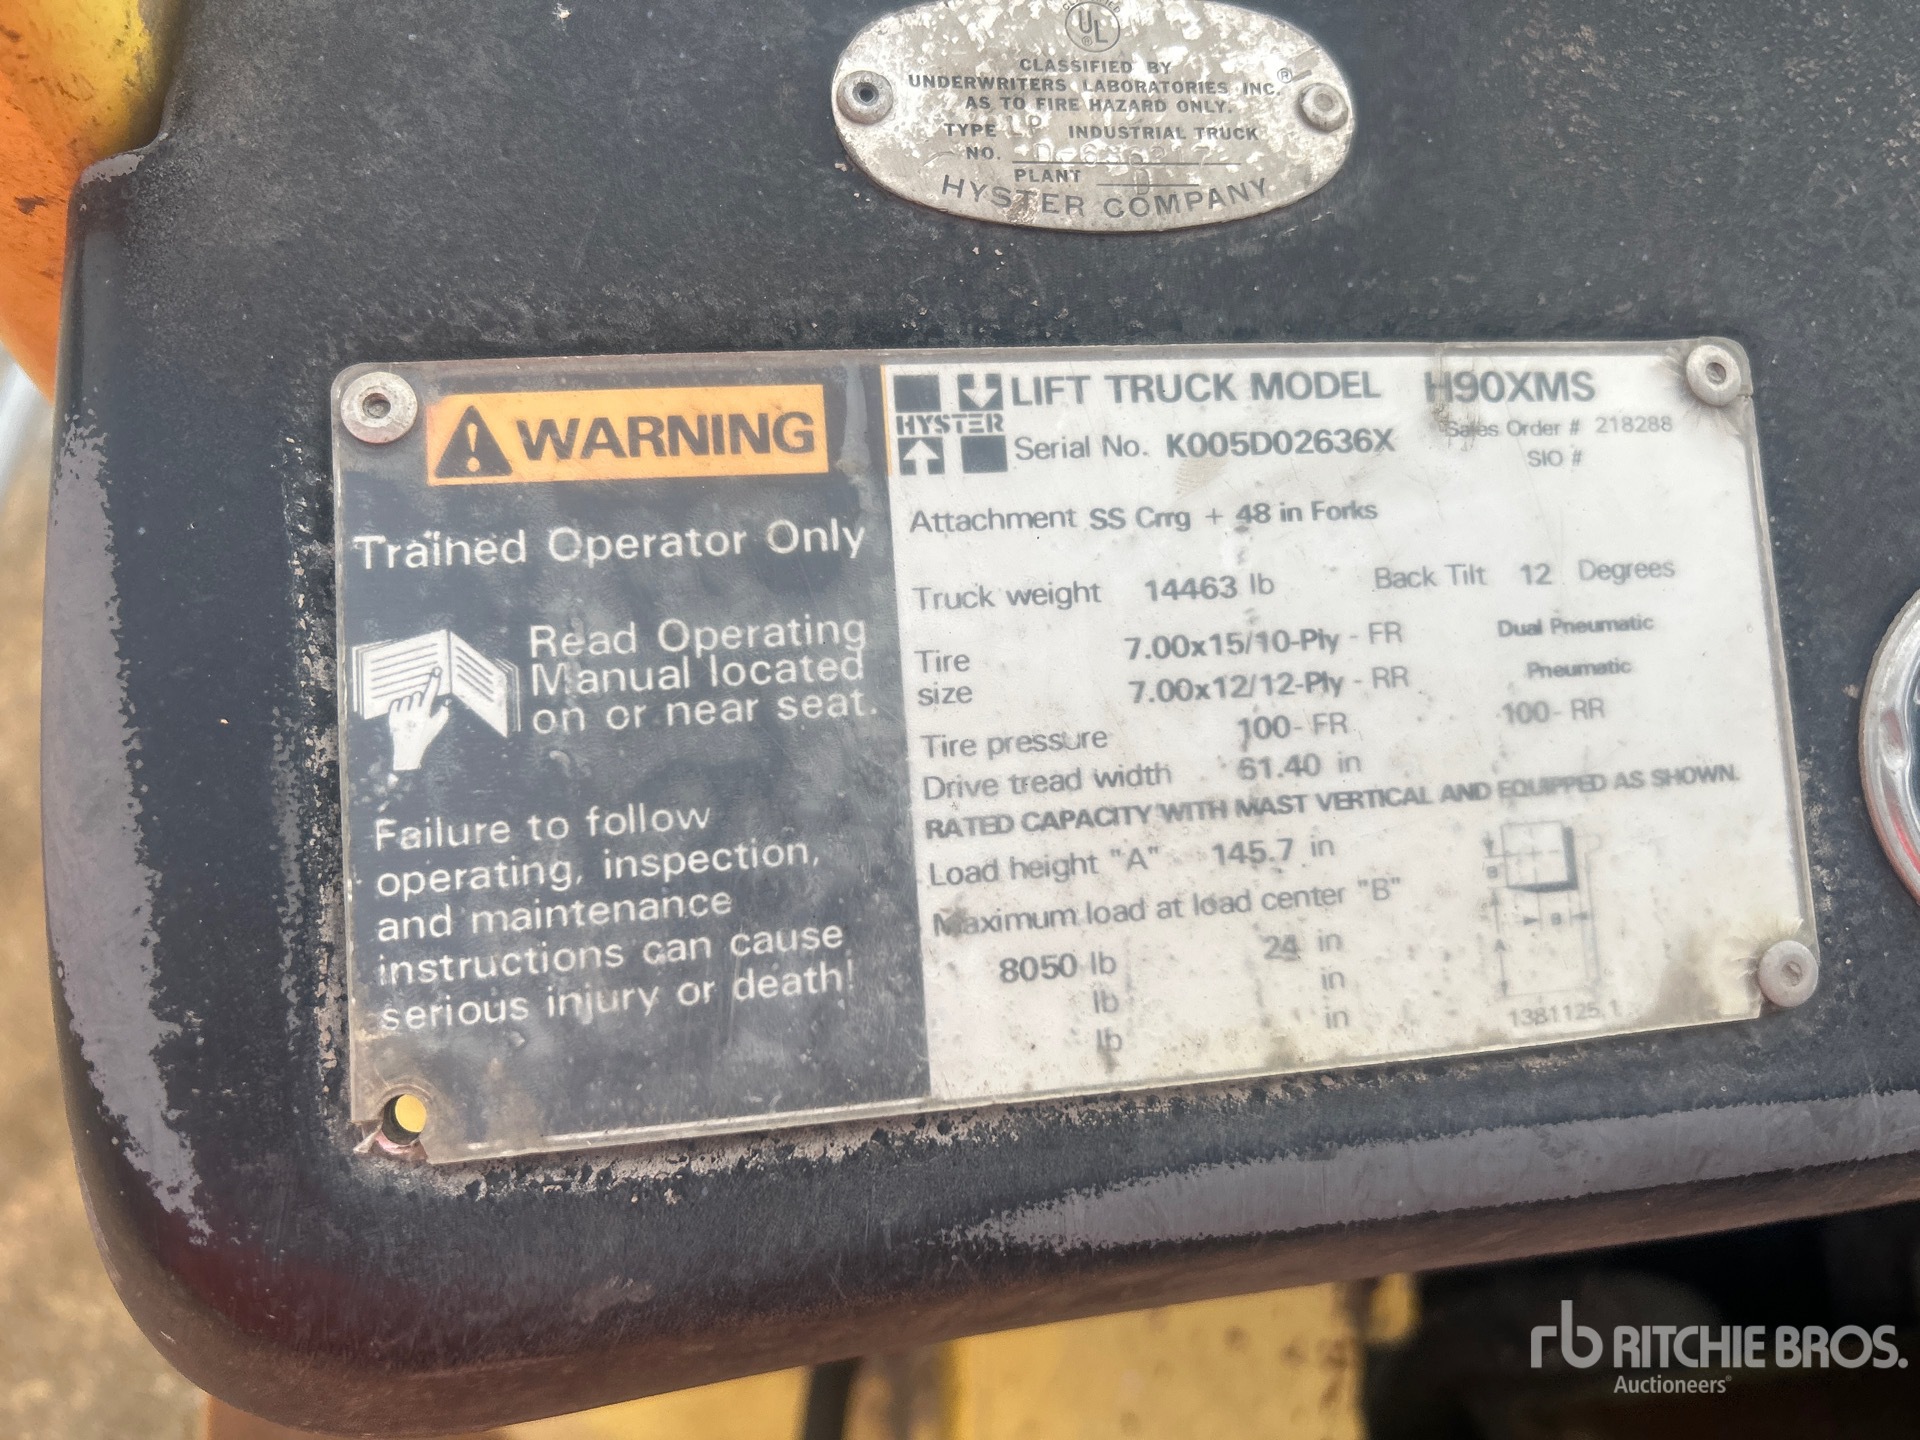 CLASSIFIED BY
UNDERWRITERS LABORATORIES INC.®
AS TO FIRE HAZARD ONLY.
TYPE LP INDUSTRIAL TRUCK
NO.
PLANT D
HYSTER COMPANY
WARNING
Trained Operator Only
Read Operating
Manual located
on or near seat.
Failure to follow
operating, inspection,
and maintenance
instructions can cause
serious injury or death!
HYSTER
LIFT TRUCK MODEL H90XMS
Serial No. K005D02636X
Sales Order # 218288
SIO #
Attachment SS Crrg + 48 in Forks
Truck weight 14463 lb Back Tilt 12 Degrees
Tire size
7.00x15/10-Ply - FR Dual Pneumatic
7.00x12/12-Ply - RR Pneumatic
Tire pressure 100- FR 100- RR
Drive tread width 61.40 in
RATED CAPACITY WITH MAST VERTICAL AND EQUIPPED AS SHOWN.
Load height "A" 145.7 in
Maximum load at load center "B"
8050 lb 24 in
lb in
lb in
B
B
A
1381125.1
rb RITCHIE BROS.
Auctioneers